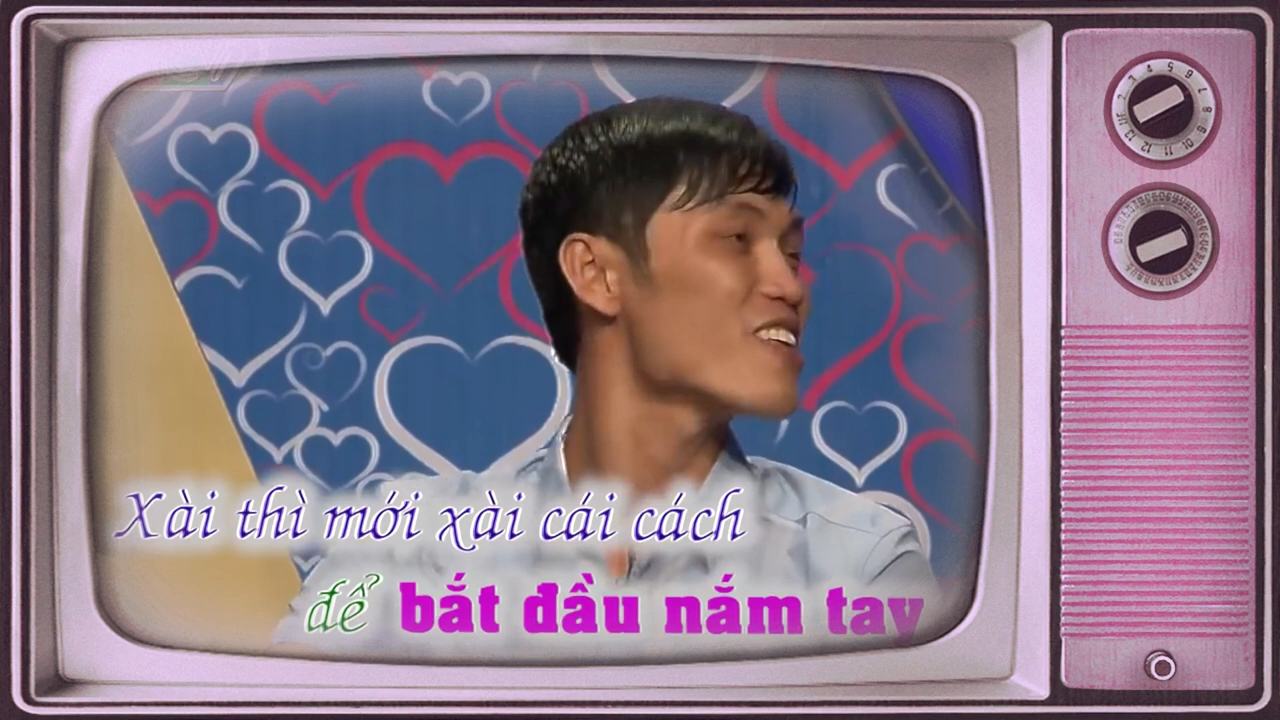 Xài thì mới xài cái cách
để bắt đầu nắm tay